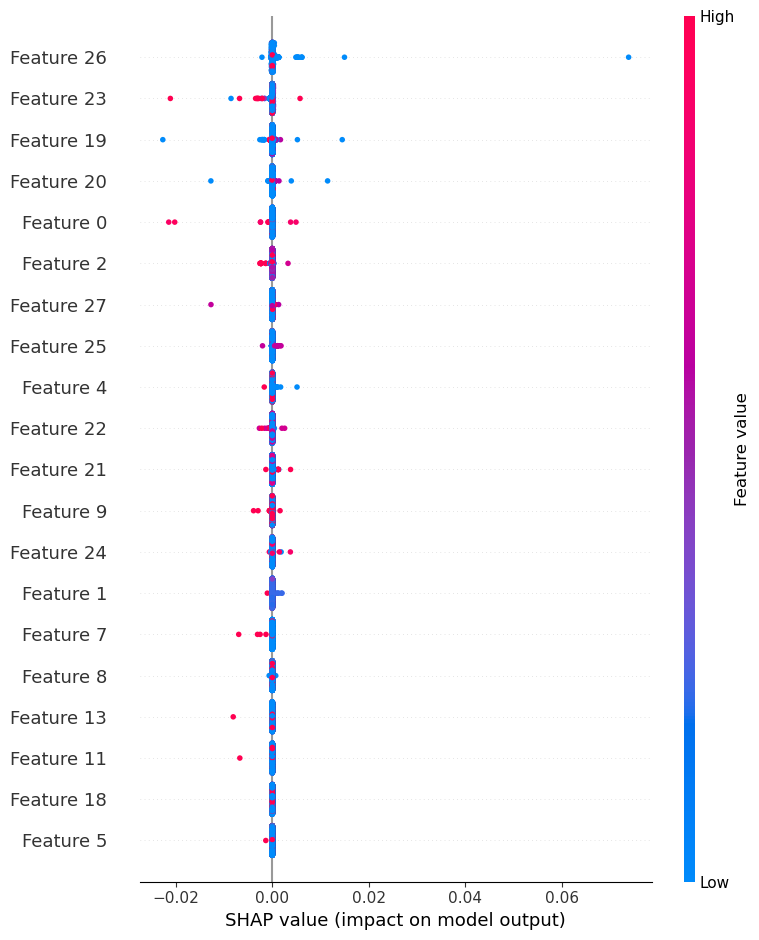 High
Feature 26
Feature 23
Feature 19
Feature 20
Feature 0
Feature 2
Feature 27
Feature 25
Feature 4
Feature 22
Feature 21
Feature 9
Feature 24
Feature 1
Feature 7
Feature 8
Feature 13
Feature 11
Feature 18
Feature 5
Feature value
Low
−0.02 0.00 0.02 0.04 0.06
SHAP value (impact on model output)